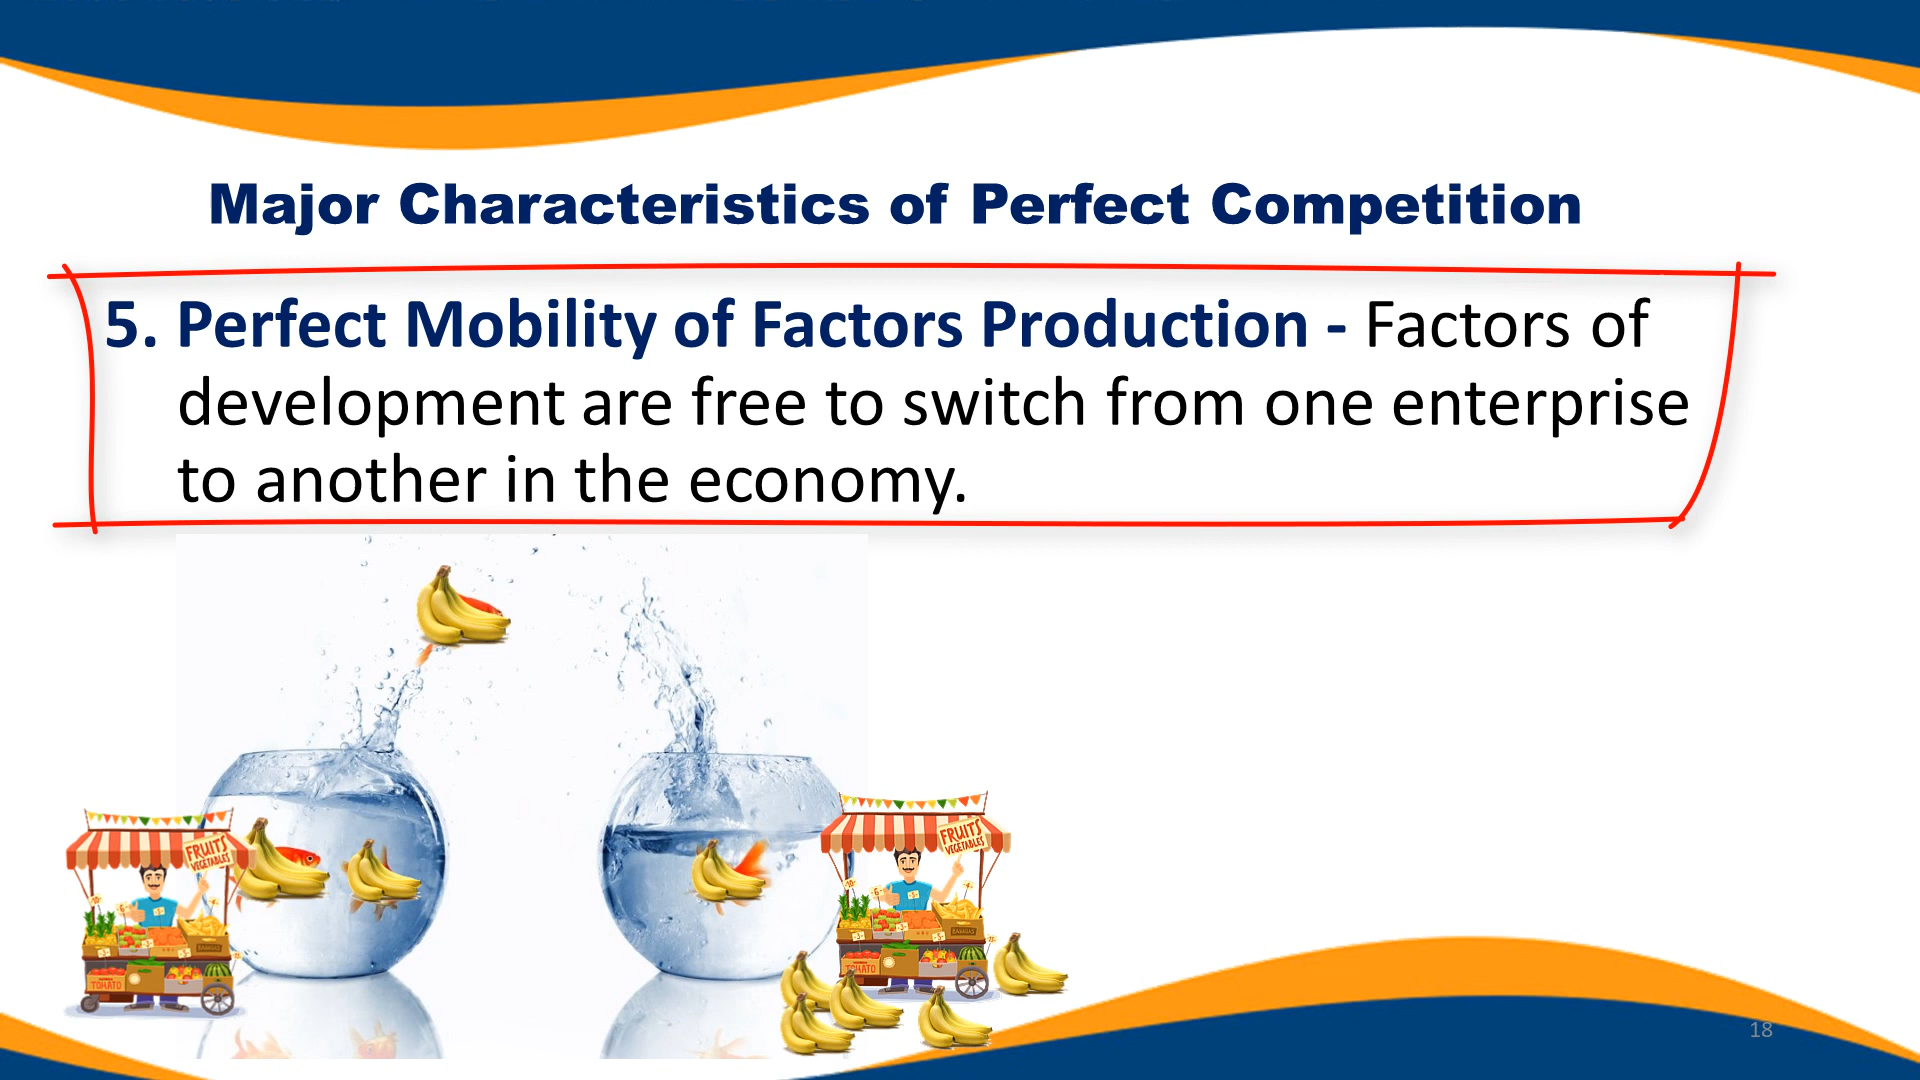 Major Characteristics of Perfect Competition
5. Perfect Mobility of Factors Production - Factors of
development are free to switch from one enterprise
to another in the economy.
FRUITS
VEGETABLES
TOMATO
FRUITS
VEGETABLES
18